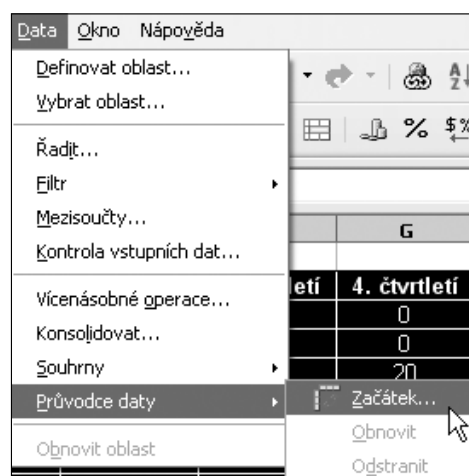 Data Okno Nápověda
Definovat oblast...
Vybrat oblast...
Řadit...
Filtr
Mezisoučty...
Kontrola vstupních dat...
Vícenásobné operace...
Konsolidovat...
Souhrny
Průvodce daty
Obnovit oblast
Začátek...
Obnovit
Odstranit
A
Z
%
$%
G
letí 4. čtvrtletí
0
0
20